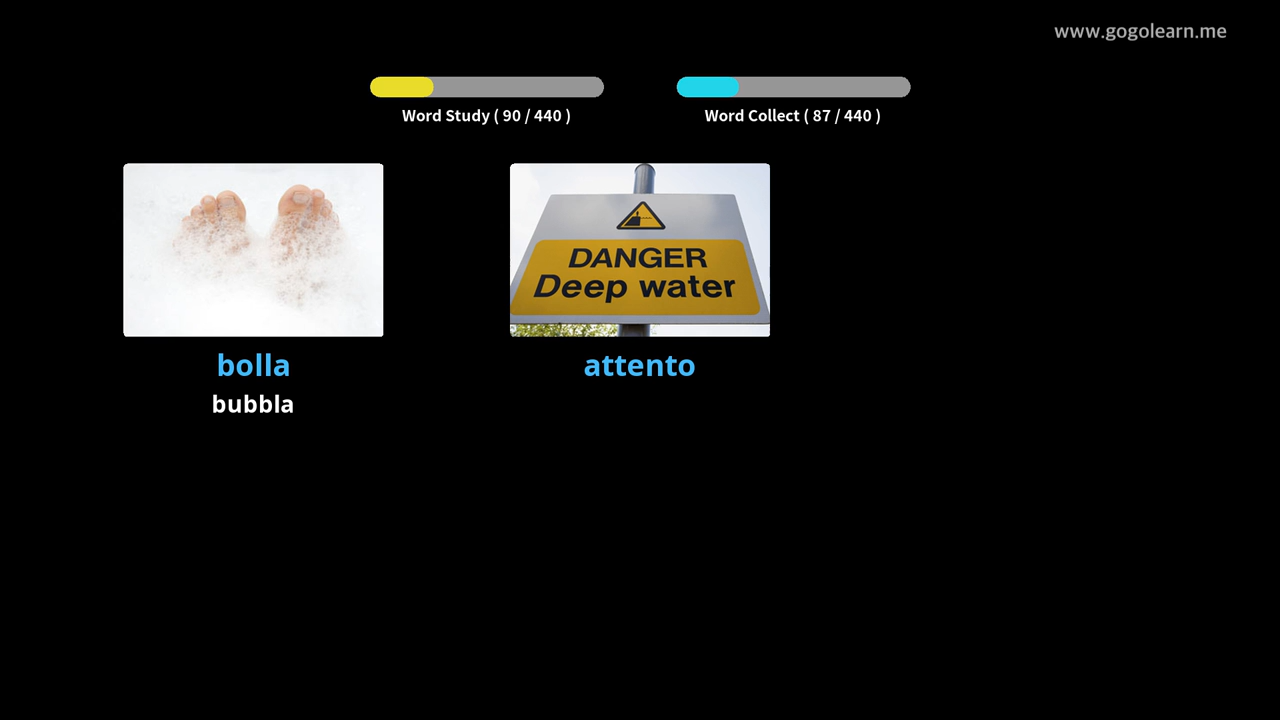 www.gogolearn.me
Word Study ( 90 / 440 )
Word Collect ( 87 / 440 )
DANGER
Deep water
bolla
attento
bubbla